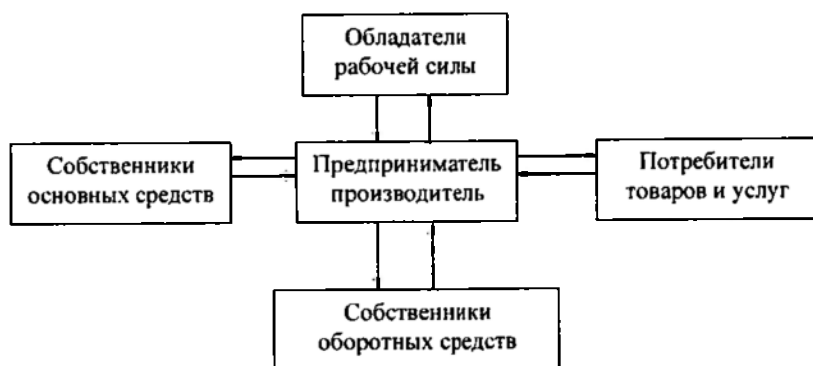 Обладатели
рабочей силы
Собственники
основных средств
Предприниматель
производитель
Потребители
товаров и услуг
Собственники
оборотных средств